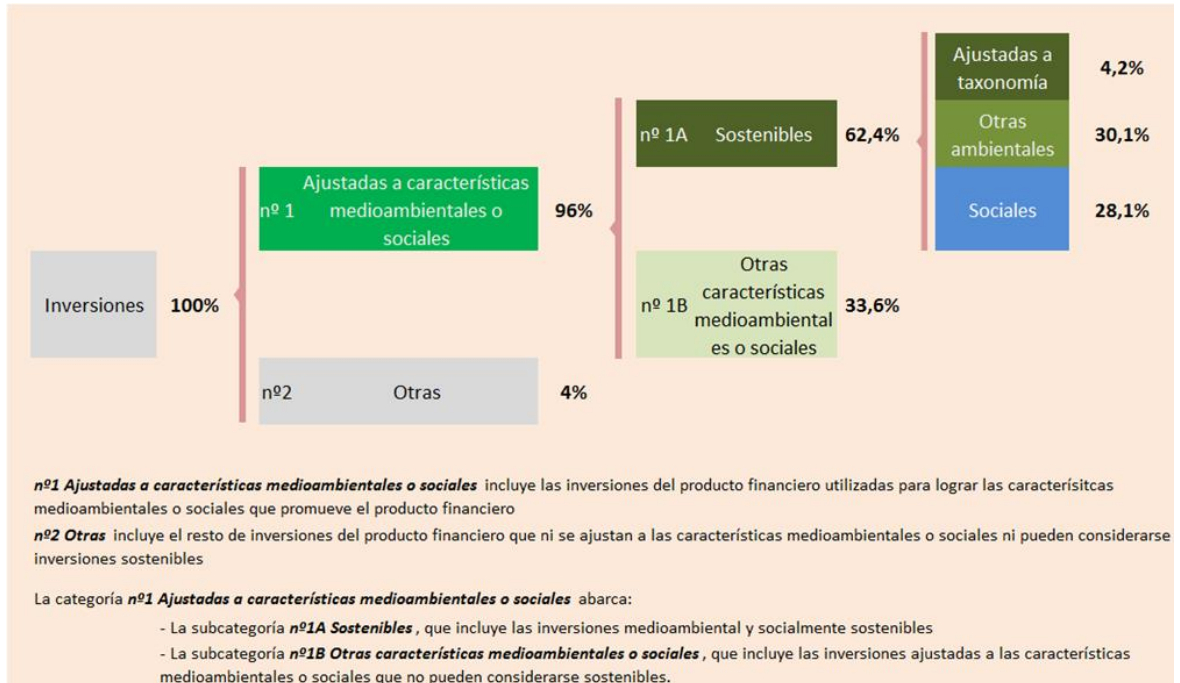 Ajustadas a
taxonomía
4,2%
nº 1A Sostenibles 62,4%
Otras
ambientales
30,1%
nº 1 Ajustadas a características
medioambientales o
sociales
96%
Sociales 28,1%
Inversiones 100%
nº 1B Otras
características
medioambiental
es o sociales
33,6%
nº2 Otras 4%
nº1 Ajustadas a características medioambientales o sociales incluye las inversiones del producto financiero utilizadas para lograr las caracterísitcas
medioambientales o sociales que promueve el producto financiero
nº2 Otras incluye el resto de inversiones del producto financiero que ni se ajustan a las características medioambientales o sociales ni pueden considerarse
inversiones sostenibles
La categoría nº1 Ajustadas a características medioambientales o sociales abarca:
- La subcategoría nº1A Sostenibles , que incluye las inversiones medioambiental y socialmente sostenibles
- La subcategoría nº1B Otras características medioambientales o sociales , que incluye las inversiones ajustadas a las características
medioambientales o sociales que no pueden considerarse sostenibles.